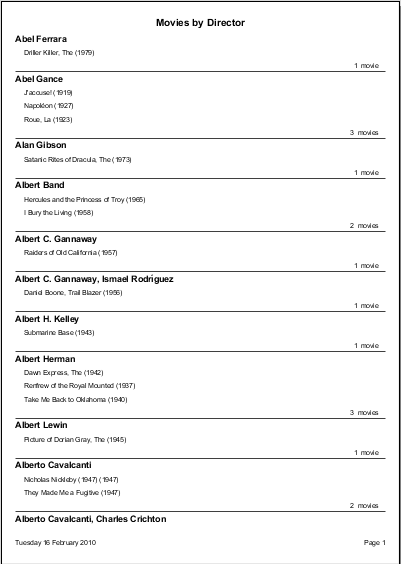 Movies by Director
Abel Ferrara
Driller Killer, The (1979)
1 movie
Abel Gance
J'accuse! (1919)
Napoléon (1927)
Roue, La (1923)
3 movies
Alan Gibson
Satanic Rites of Dracula, The (1973)
1 movie
Albert Band
Hercules and the Princess of Troy (1965)
I Bury the Living (1958)
2 movies
Albert C. Gannaway
Raiders of Old California (1957)
1 movie
Albert C. Gannaway, Ismael Rodríguez
Daniel Boone, Trail Blazer (1956)
1 movie
Albert H. Kelley
Submarine Base (1943)
1 movie
Albert Herman
Dawn Express, The (1942)
Renfrew of the Royal Mounted (1937)
Take Me Back to Oklahoma (1940)
3 movies
Albert Lewin
Picture of Dorian Gray, The (1945)
1 movie
Alberto Cavalcanti
Nicholas Nickleby (1947) (1947)
They Made Me a Fugitive (1947)
2 movies
Alberto Cavalcanti, Charles Crichton
Tuesday 16 February 2010
Page 1